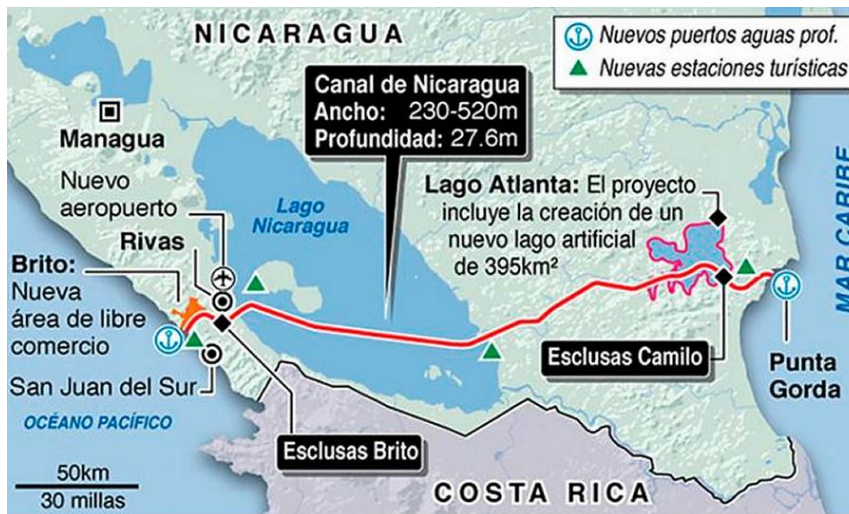 NICARAGUA
Nuevos puertos aguas prof.
Nuevas estaciones turísticas
Canal de Nicaragua
Ancho: 230-520m
Profundidad: 27.6m
Managua
Nuevo
aeropuerto
Rivas
Lago
Nicaragua
Lago Atlanta: El proyecto
incluye la creación de un
nuevo lago artificial
de 395km²
MAR CARIBE
Brito:
Nueva
área de libre
comercio
San Juan del Sur
OCÉANO PACÍFICO
Esclusas Brito
Esclusas Camilo
Punta
Gorda
50km
30 millas
COSTA RICA